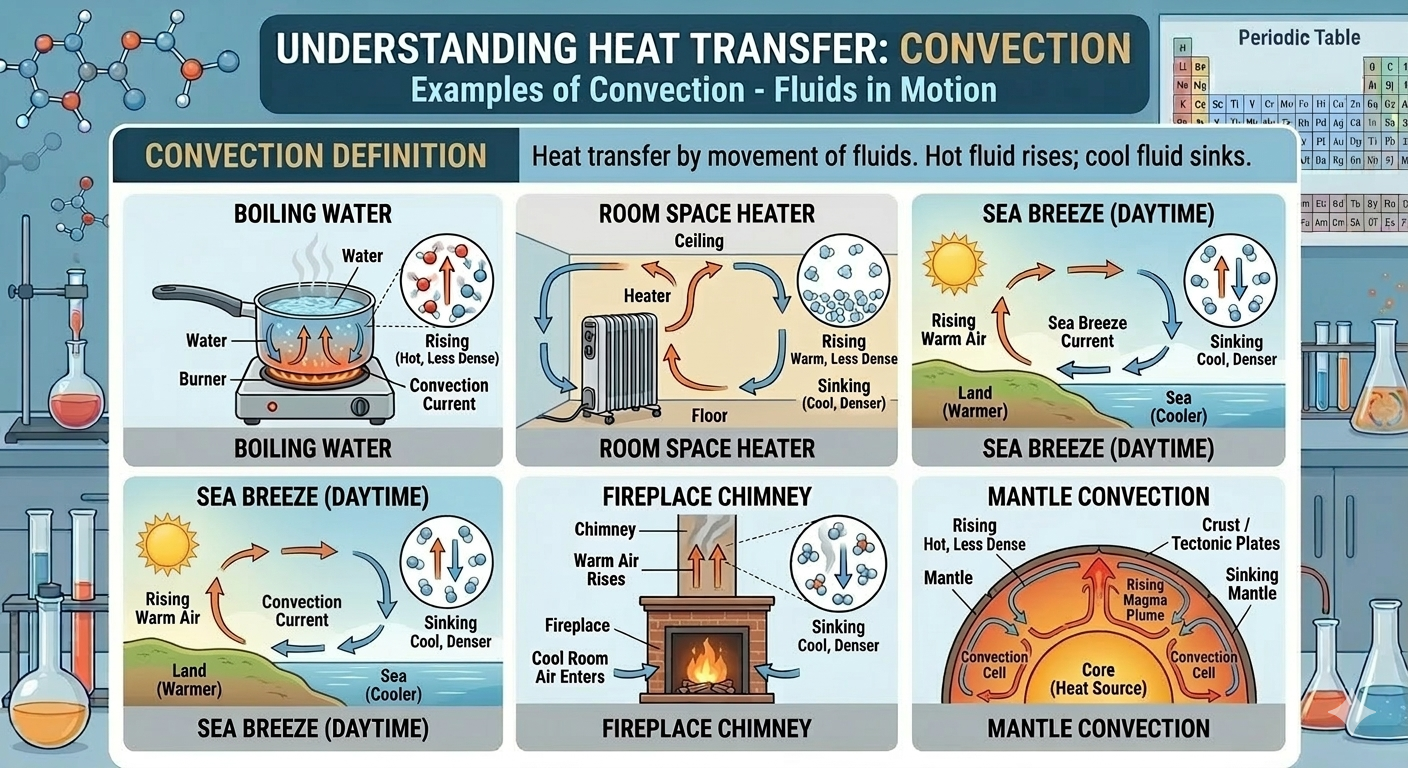 UNDERSTANDING HEAT TRANSFER: CONVECTION
Examples of Convection - Fluids in Motion
Periodic Table
CONVECTION DEFINITION
Heat transfer by movement of fluids. Hot fluid rises; cool fluid sinks.
BOILING WATER
Water
Water
Burner
Rising
(Hot, Less Dense)
Convection
Current
BOILING WATER
ROOM SPACE HEATER
Ceiling
Heater
Rising
Warm, Less Dense
Sinking
(Cool, Denser)
Floor
ROOM SPACE HEATER
SEA BREEZE (DAYTIME)
Rising
Warm Air
Sea Breeze
Current
Sinking
Cool, Denser
Land
(Warmer)
Sea
(Cooler)
SEA BREEZE (DAYTIME)
SEA BREEZE (DAYTIME)
Rising
Warm Air
Convection
Current
Sinking
Cool, Denser
Land
(Warmer)
Sea
(Cooler)
SEA BREEZE (DAYTIME)
FIREPLACE CHIMNEY
Chimney
Warm Air
Rises
Fireplace
Cool Room
Air Enters
Sinking
Cool, Denser
FIREPLACE CHIMNEY
MANTLE CONVECTION
Rising
Hot, Less Dense
Crust /
Tectonic Plates
Mantle
Sinking
Mantle
Rising
Magma
Plume
Convection
Cell
Core
(Heat Source)
Convection
Cell
MANTLE CONVECTION